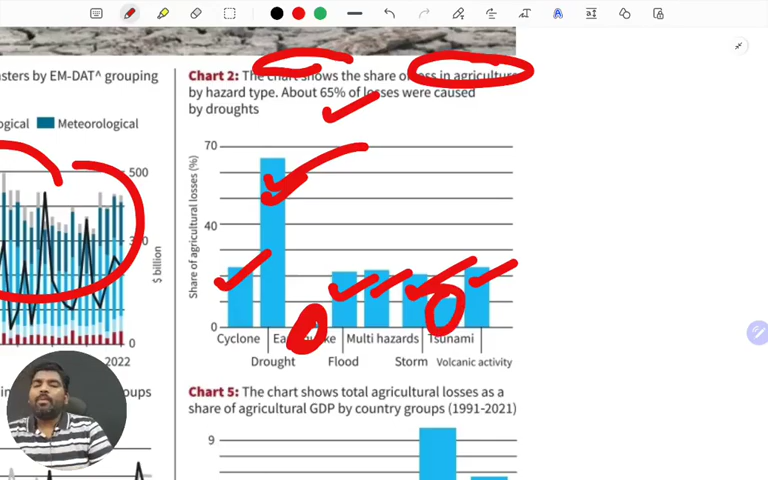 asters by EM-DAT^ grouping
ogical Meteorological
500
$ billion
0
2022
Chart 2: The chart shows the share of loss in agriculture
by hazard type. About 65% of losses were caused
by droughts
Share of agricultural losses (%)
70
40
0
Cyclone
Drought
Earthquake
Flood
Multi hazards
Storm
Tsunami
Volcanic activity
oups
Chart 5: The chart shows total agricultural losses as a
share of agricultural GDP by country groups (1991-2021)
9